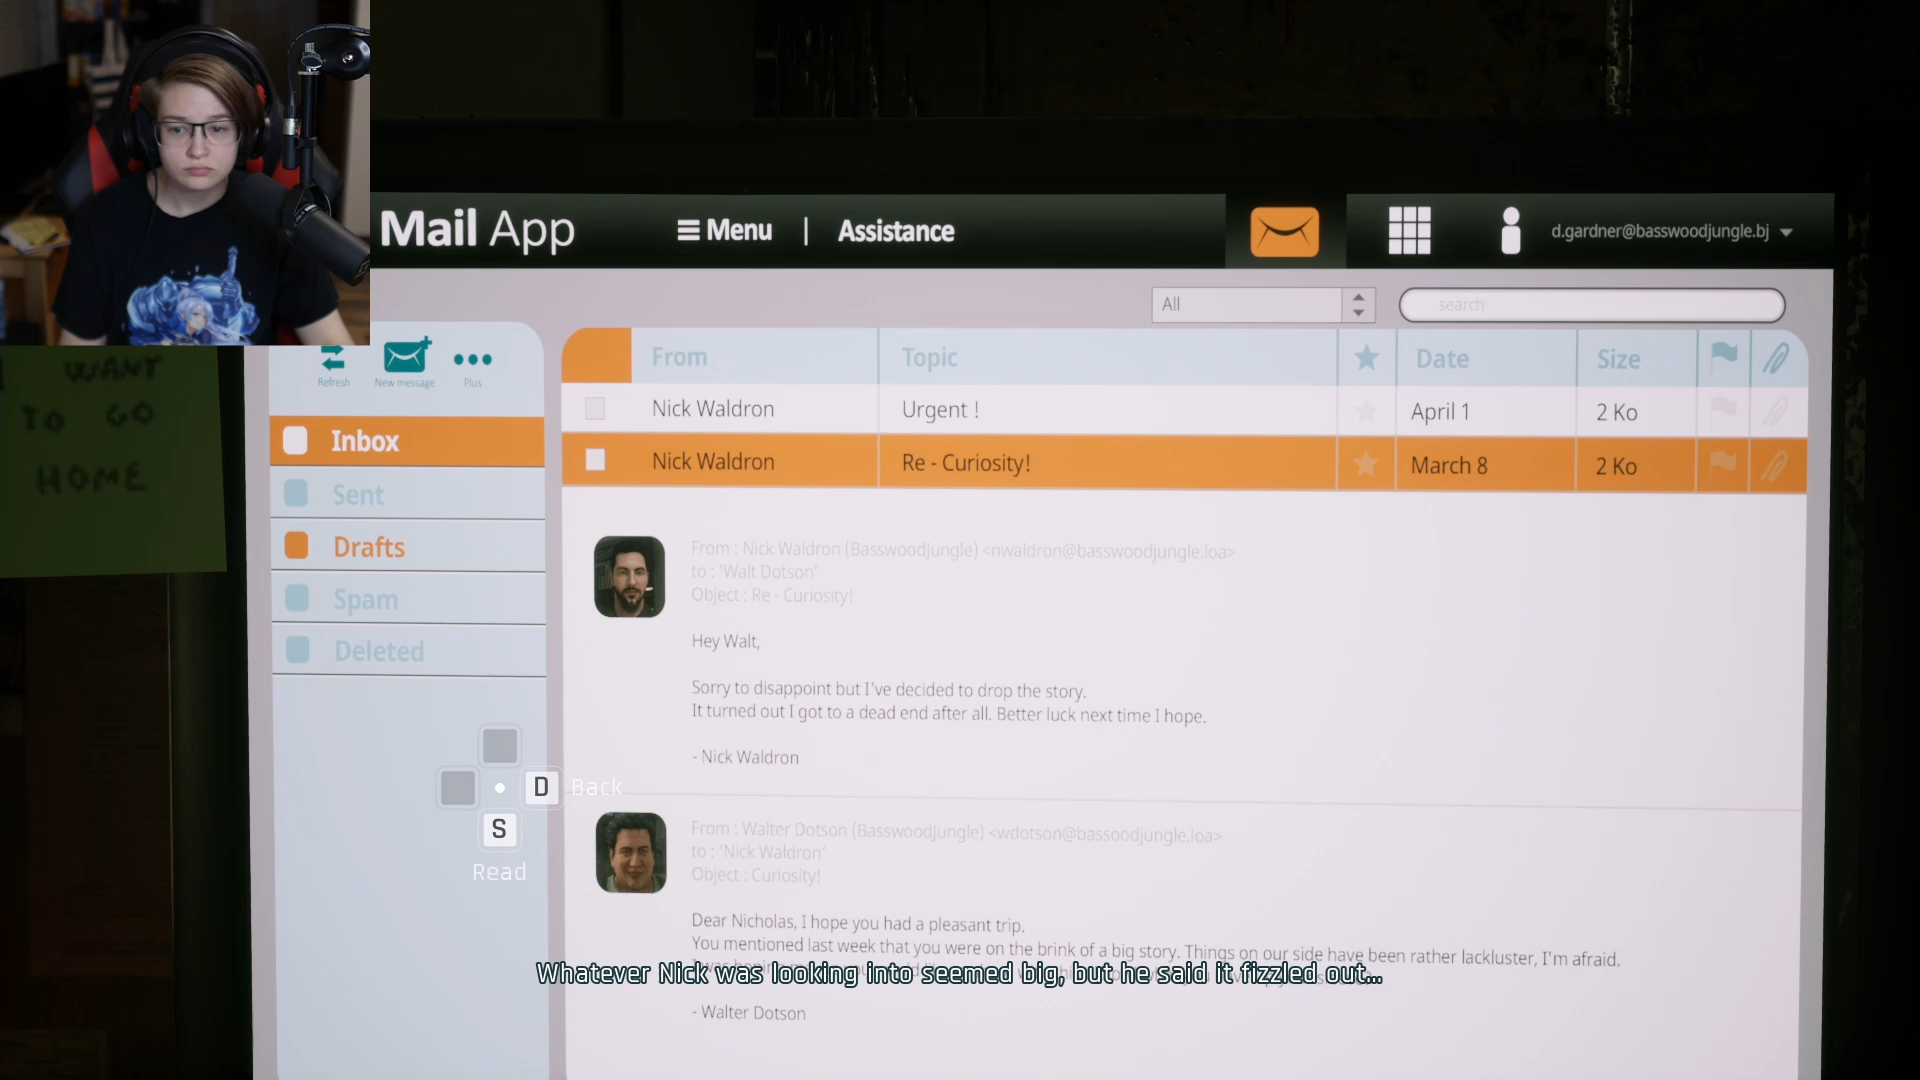 Mail App
Menu | Assistance
d.gardner@basswoodjungle.bj
All
search
WANT
TO GO
HOME
Refresh
New message
Plus
From
Topic
Date
Size
Nick Waldron
Urgent !
April 1
2 Ko
Nick Waldron
Re - Curiosity!
March 8
2 Ko
Inbox
Sent
Drafts
Spam
Deleted
D Back
S
Read
From : Nick Waldron (BasswoodJungle) <nwaldron@basswoodjungle.loa>
to : 'Walt Dotson'
Object : Re - Curiosity!
Hey Walt,
Sorry to disappoint but I've decided to drop the story.
It turned out I got to a dead end after all. Better luck next time I hope.
- Nick Waldron
From : Walter Dotson (BasswoodJungle) <wdotson@bassoodjungle.loa>
to : 'Nick Waldron'
Object : Curiosity!
Dear Nicholas, I hope you had a pleasant trip.
You mentioned last week that you were on the brink of a big story. Things on our side have been rather lackluster, I'm afraid.
Whatever Nick was looking into seemed big, but he said it fizzled out...
- Walter Dotson